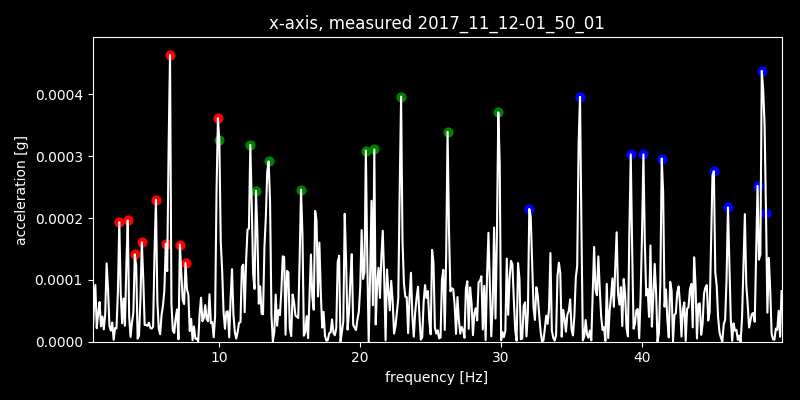 x-axis, measured 2017_11_12-01_50_01
acceleration [g]
0.0004
0.0003
0.0002
0.0001
0.0000
10 20 30 40
frequency [Hz]